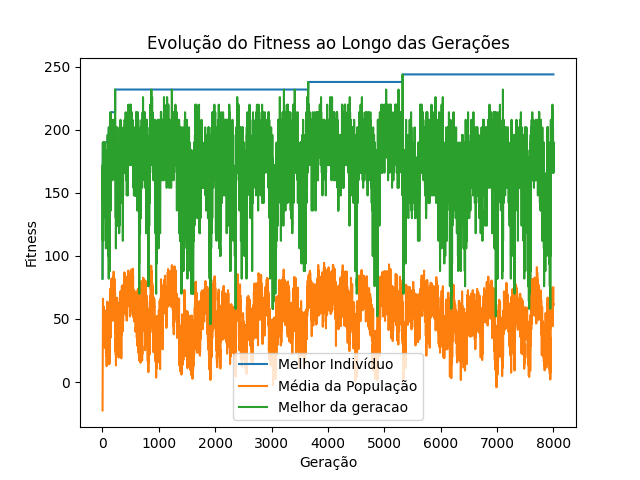 Evolução do Fitness ao Longo das Gerações
Fitness
250
200
150
100
50
0
Melhor Indivíduo
Média da População
Melhor da geracao
0 1000 2000 3000 4000 5000 6000 7000 8000
Geração